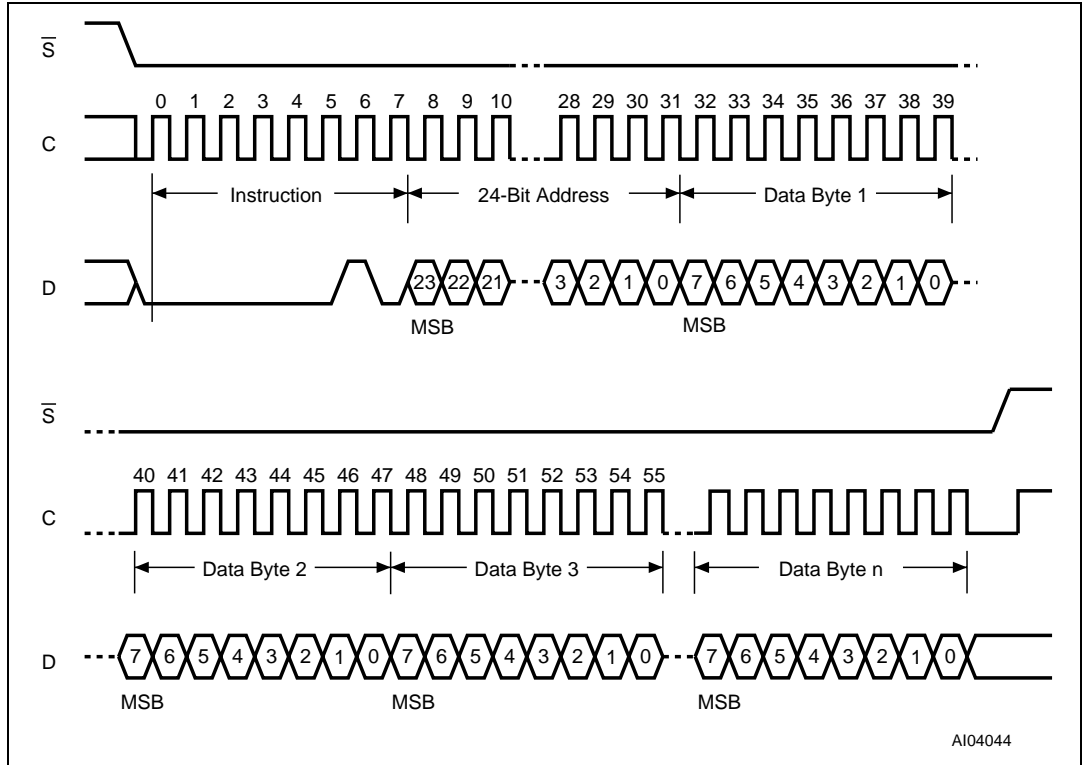 S
0 1 2 3 4 5 6 7 8 9 10 28 29 30 31 32 33 34 35 36 37 38 39
C
Instruction 24-Bit Address Data Byte 1
D 23 22 21 3 2 1 0 7 6 5 4 3 2 1 0
MSB MSB
S
40 41 42 43 44 45 46 47 48 49 50 51 52 53 54 55
C
Data Byte 2 Data Byte 3 Data Byte n
D 7 6 5 4 3 2 1 0 7 6 5 4 3 2 1 0 7 6 5 4 3 2 1 0
MSB MSB MSB
AI04044